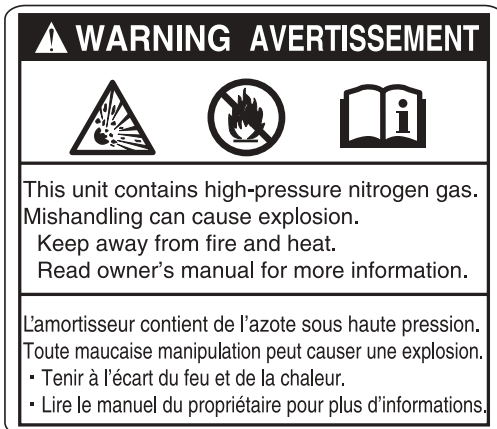 WARNING AVERTISSEMENT
This unit contains high-pressure nitrogen gas.
Mishandling can cause explosion.
Keep away from fire and heat.
Read owner's manual for more information.
L'amortisseur contient de l'azote sous haute pression.
Toute maucaise manipulation peut causer une explosion.
· Tenir à l'écart du feu et de la chaleur.
· Lire le manuel du propriétaire pour plus d'informations.